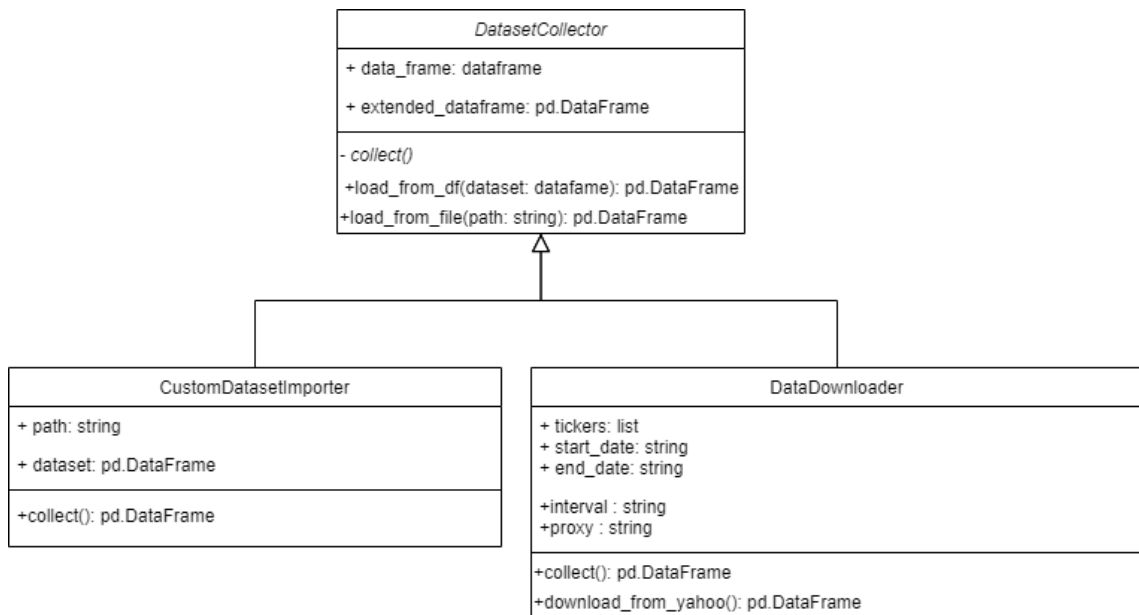 DatasetCollector
+ data_frame: dataframe
+ extended_dataframe: pd.DataFrame
- collect()
+load_from_df(dataset: datafame): pd.DataFrame
+load_from_file(path: string): pd.DataFrame
CustomDatasetImporter
+ path: string
+ dataset: pd.DataFrame
+collect(): pd.DataFrame
DataDownloader
+ tickers: list
+ start_date: string
+ end_date: string
+interval : string
+proxy : string
+collect(): pd.DataFrame
+download_from_yahoo(): pd.DataFrame